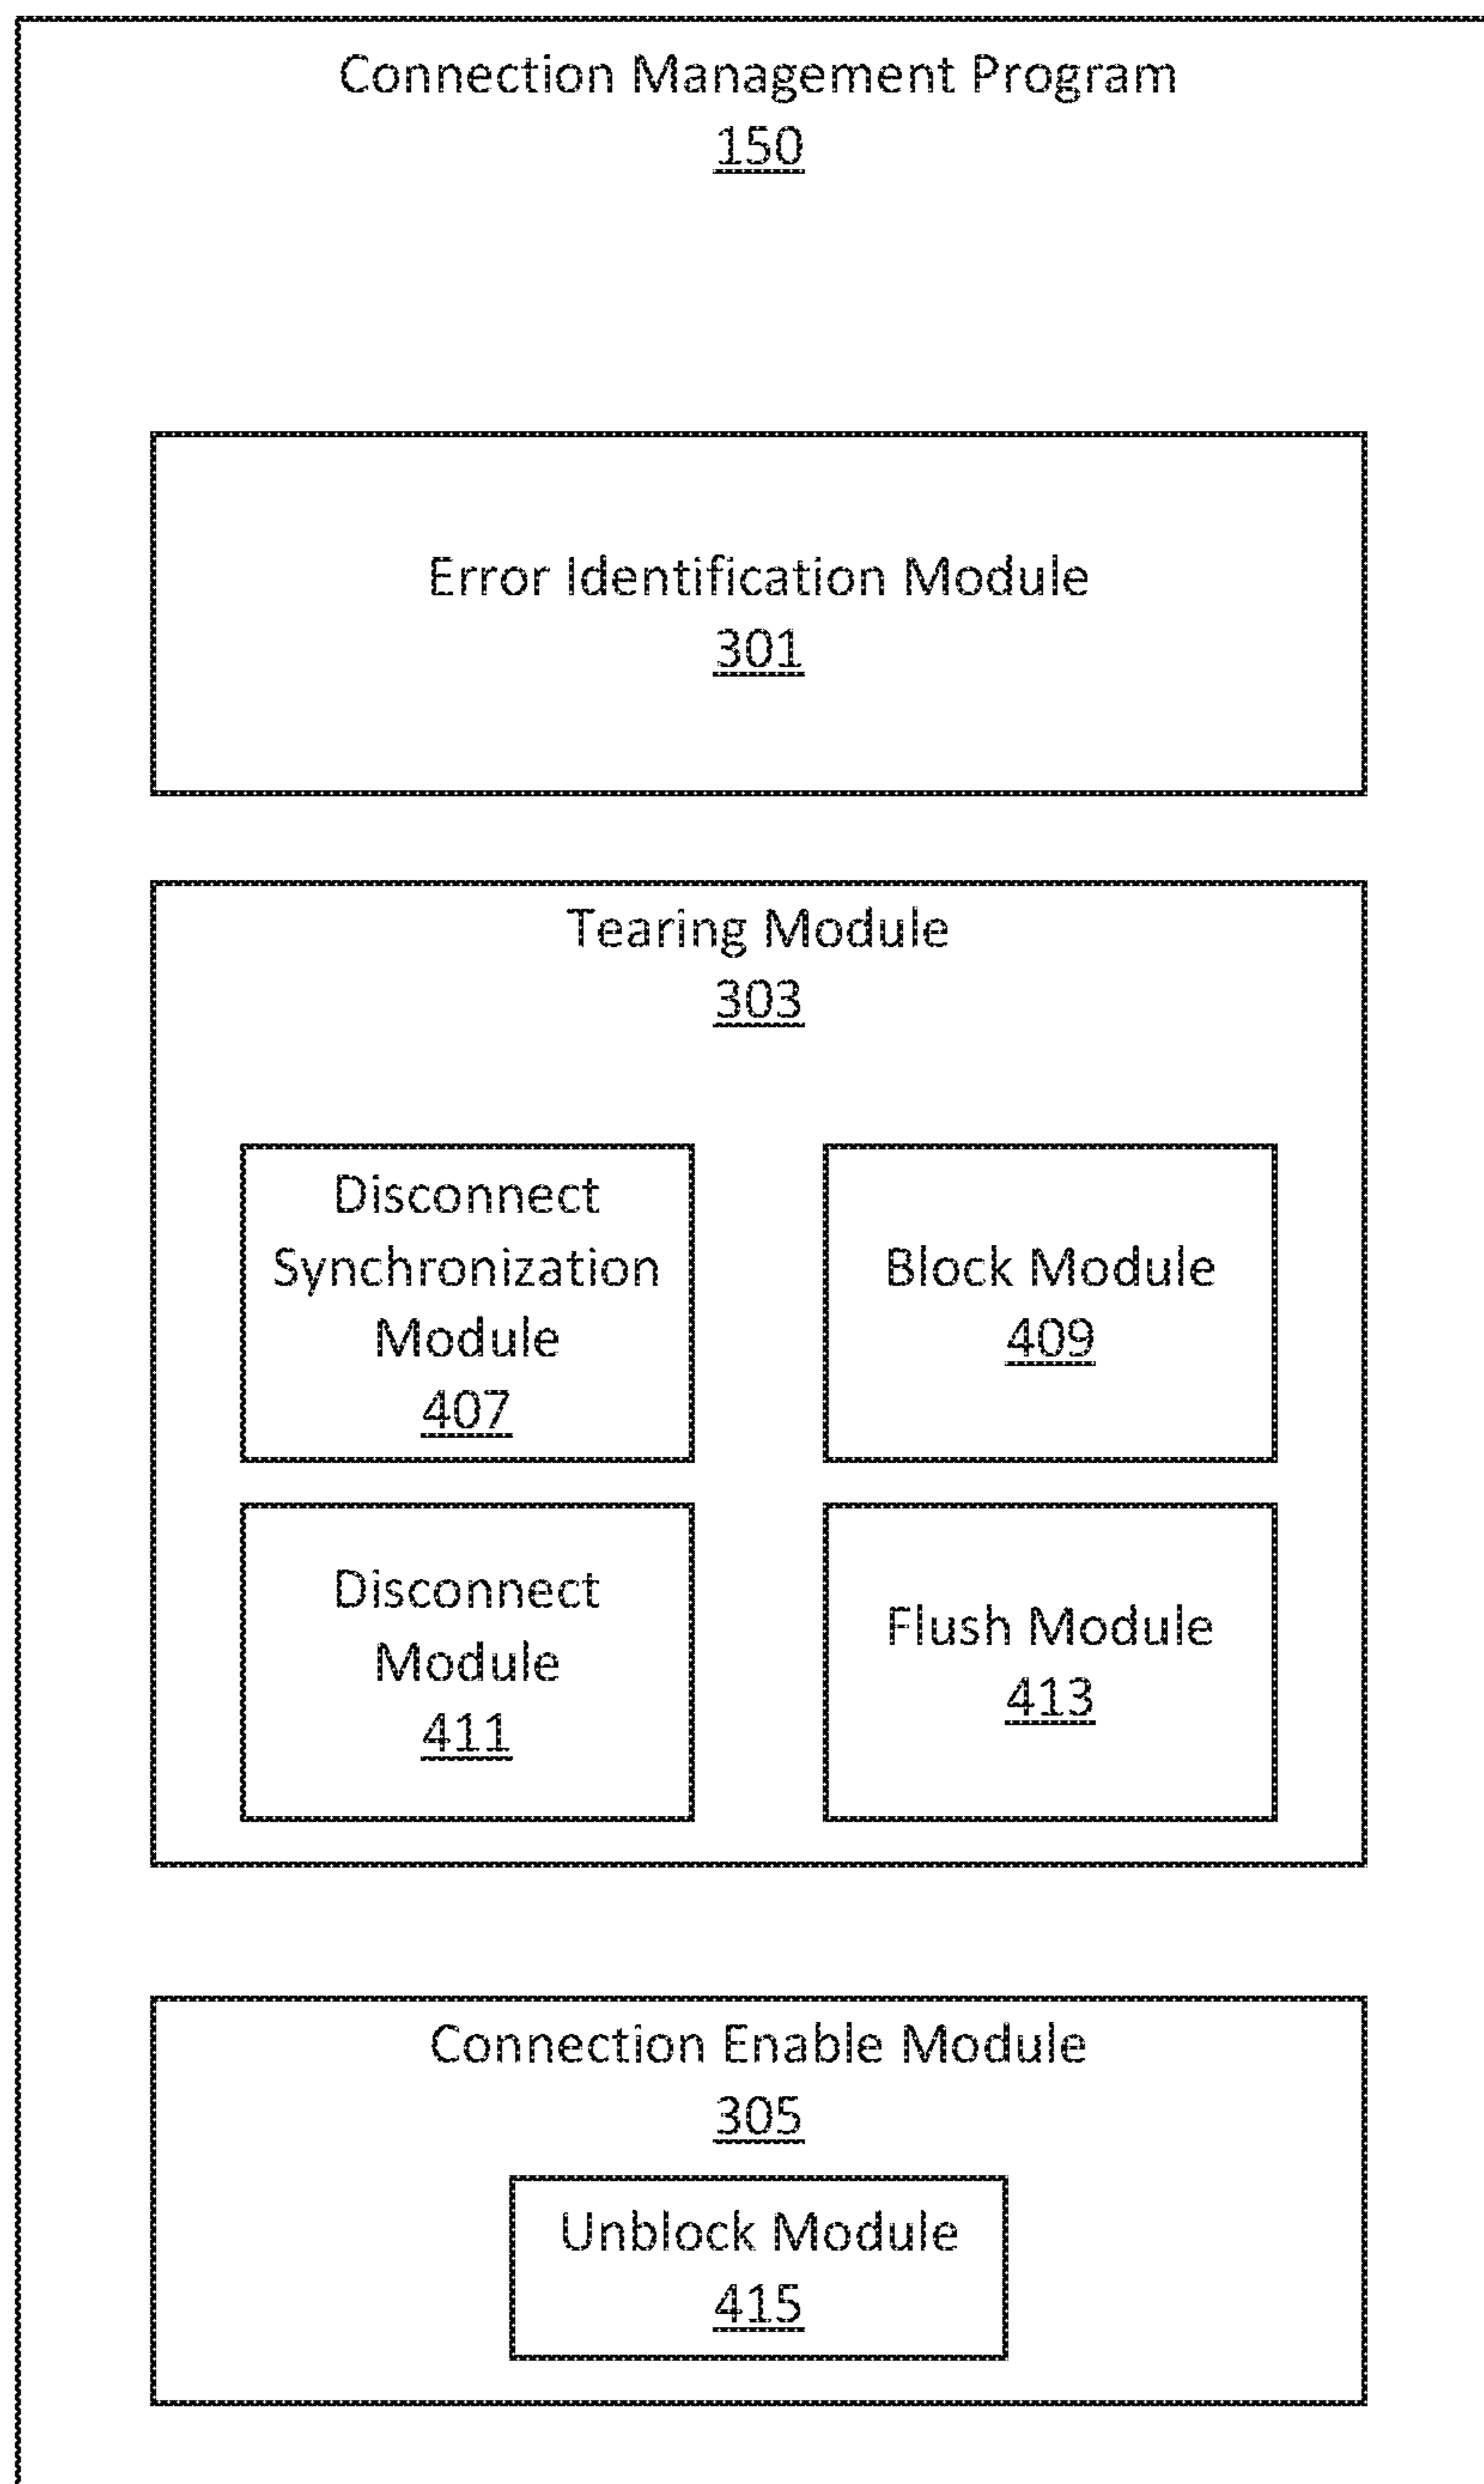 Connection Management Program
150
Error Identification Module
301
Tearing Module
303
Disconnect
Synchronization
Module
407
Block Module
409
Disconnect
Module
411
Flush Module
413
Connection Enable Module
305
Unblock Module
415